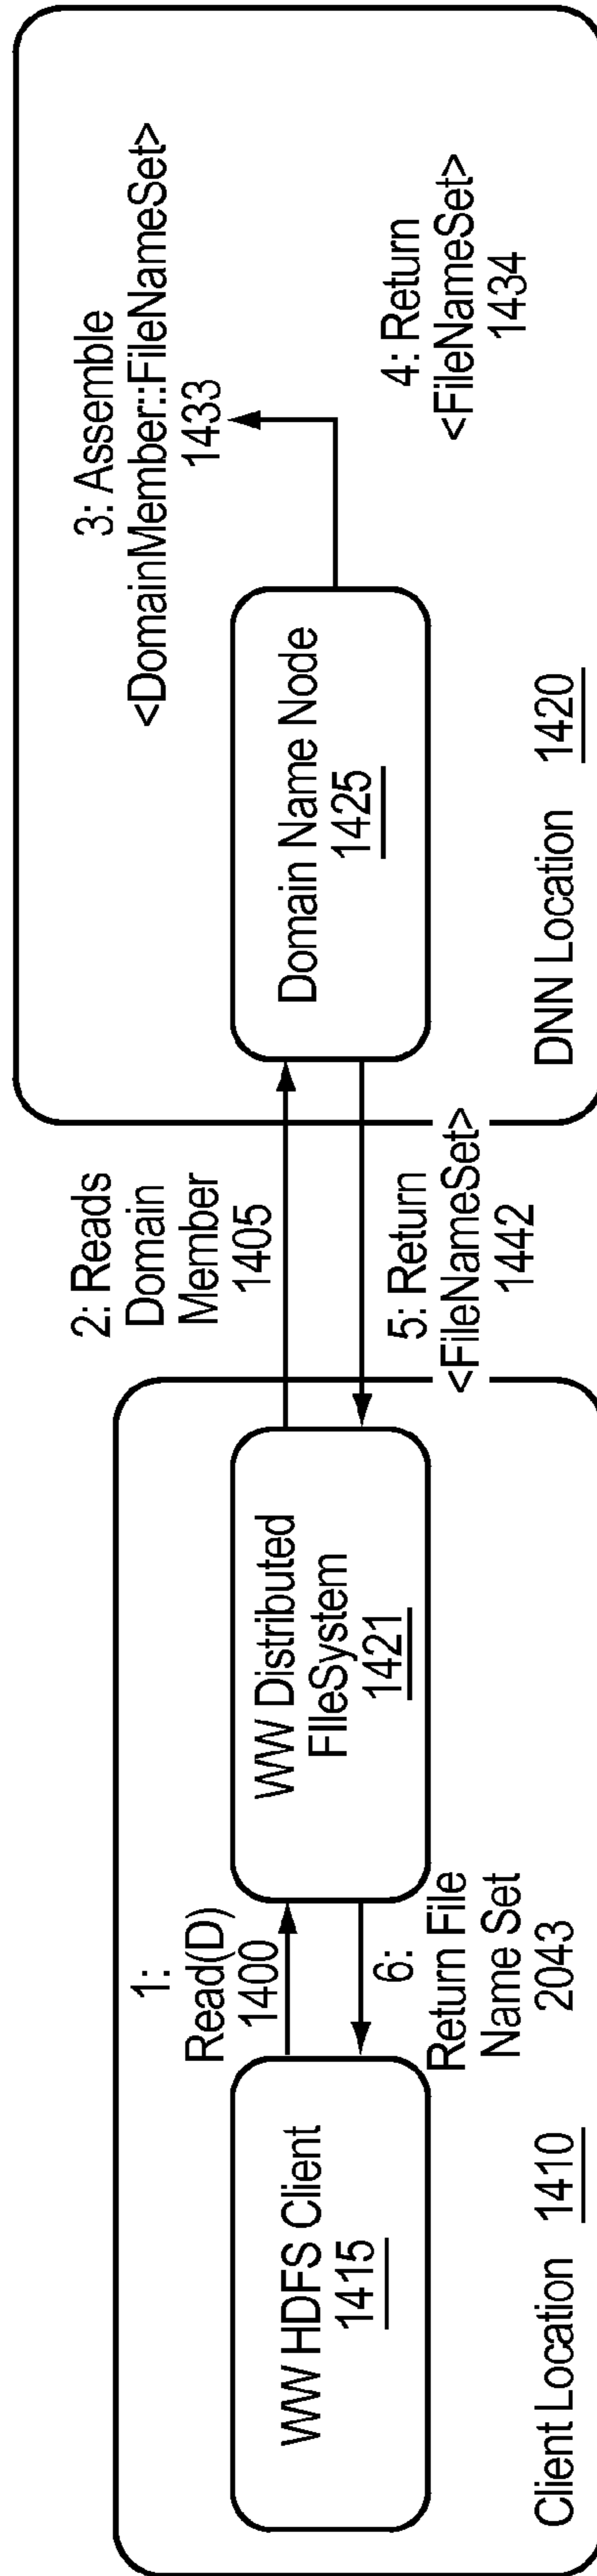 1:
Read(D)
1400
2: Reads
Domain
Member
1405
3: Assemble
<DomainMember::FileNameSet>
1433
WW HDFS Client
1415
WW Distributed
FIleSystem
1421
Domain Name Node
1425
4: Return
<FileNameSet>
1434
6:
Return File
Name Set
2043
5: Return
<FileNameSet>
1442
Client Location 1410
DNN Location 1420